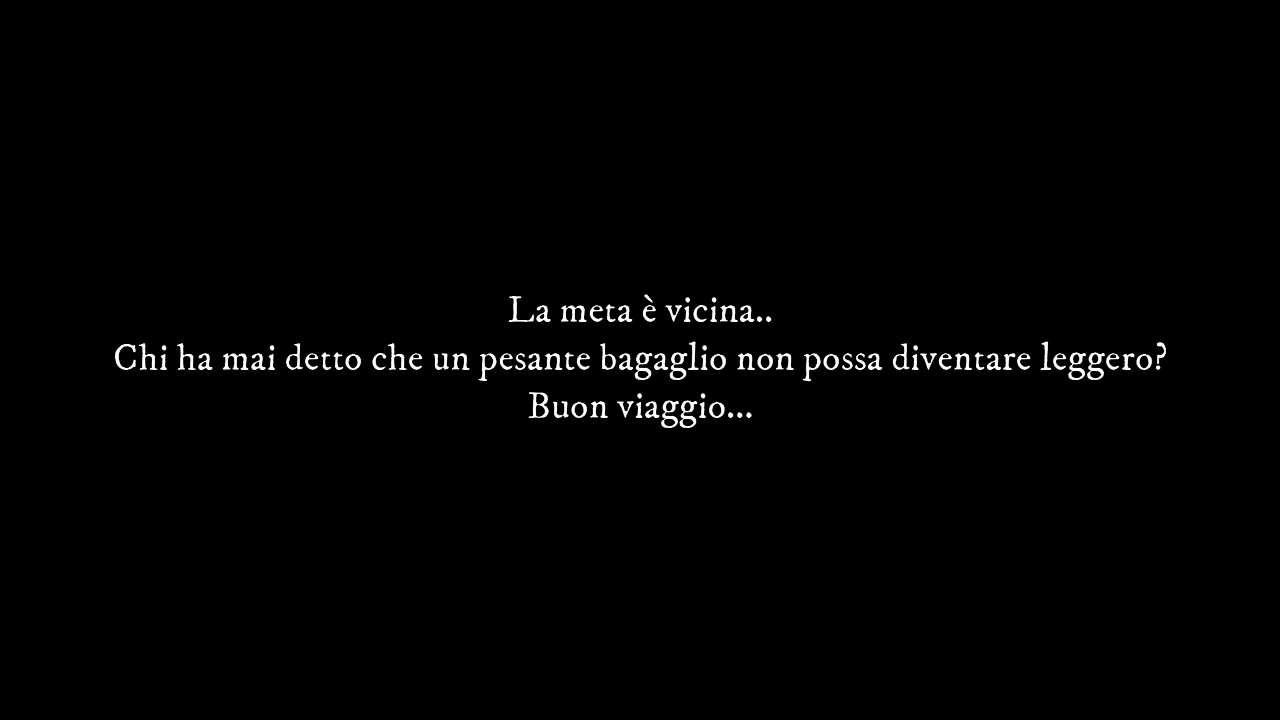 La meta è vicina..
Chi ha mai detto che un pesante bagaglio non possa diventare leggero?
Buon viaggio...